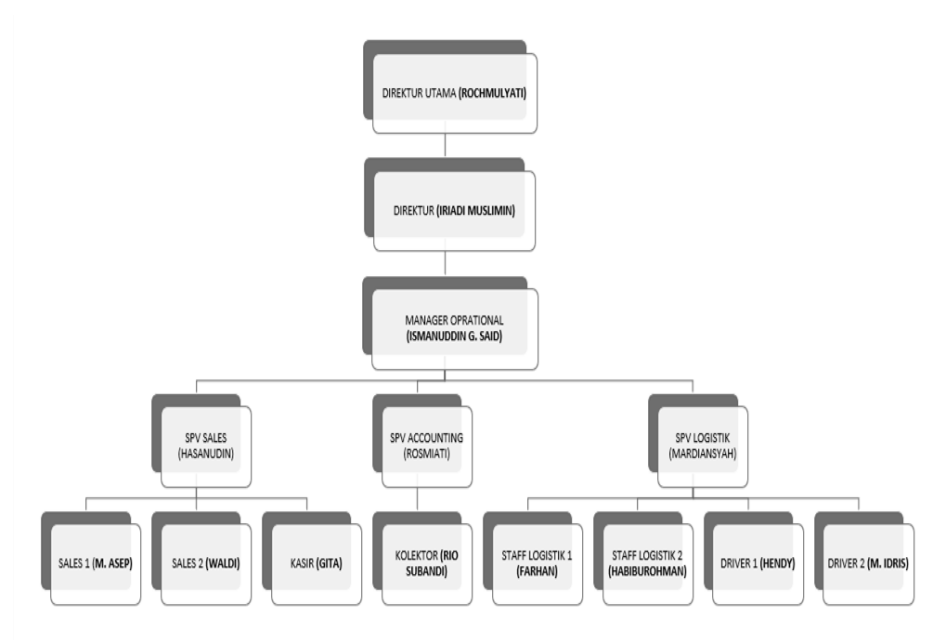 DIREKTUR UTAMA (ROCHMULYATI)
DIREKTUR (IRIADI MUSLIMIN)
MANAGER OPRATIONAL
(ISMANUDDIN G. SAID)
SPV SALES
(HASANUDIN)
SPV ACCOUNTING
(ROSMIATI)
SPV LOGISTIK
(MARDIANSYAH)
SALES 1 (M. ASEP)
SALES 2 (WALDI)
KASIR (GITA)
KOLEKTOR (RIO
SUBANDI)
STAFF LOGISTIK 1
(FARHAN)
STAFF LOGISTIK 2
(HABIBUROHMAN)
DRIVER 1 (HENDY)
DRIVER 2 (M. IDRIS)